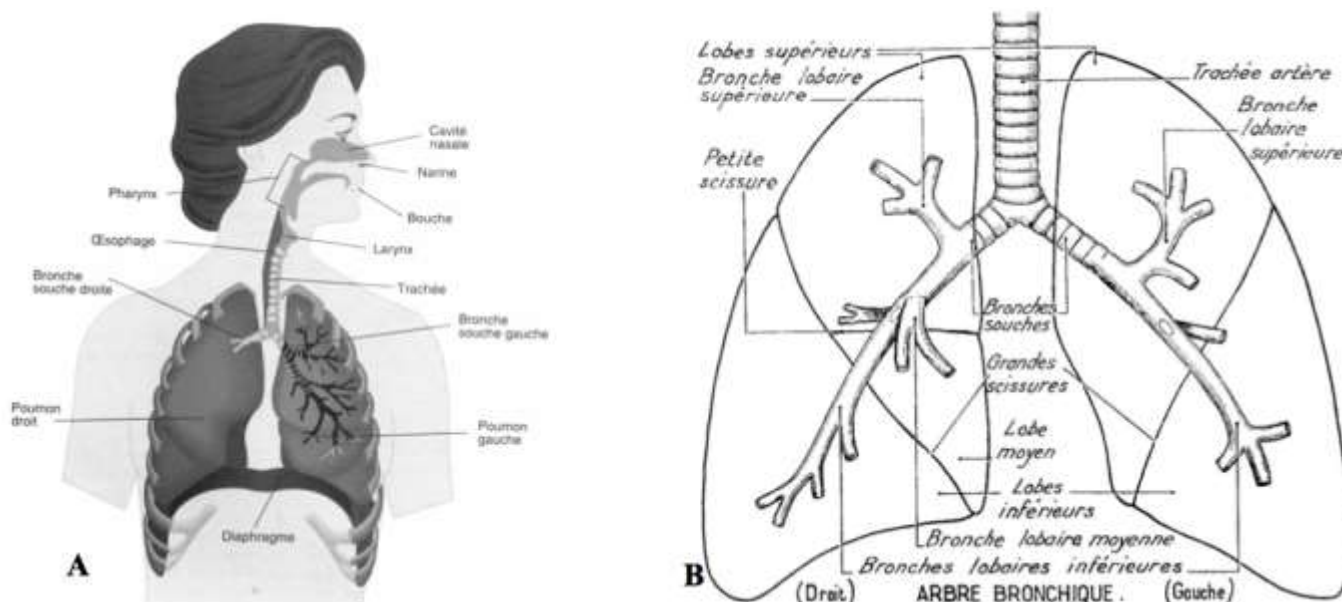 Cavité
nasale
Narine
Pharynx
Bouche
Œsophage
Larynx
Bronche
souche droite
Trachée
Bronche
souche gauche
Poumon
droit
Poumon
gauche
Diaphragme
A
Lobes supérieurs
Bronche lobaire
supérieure
Trachée artère
Bronche
lobaire
supérieure
Petite
scissure
Bronches
souches
Grandes
scissures
Lobe
moyen
Lobes
inférieurs
Bronche lobaire moyenne
Bronches lobaires inférieures
B
(Droit) ARBRE BRONCHIQUE. (Gauche)